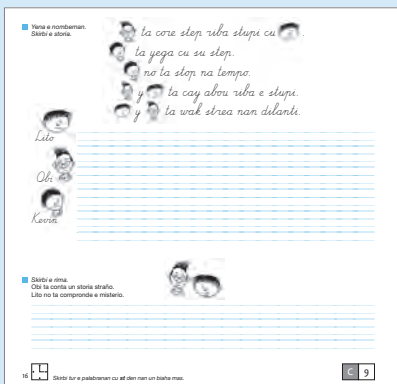 Yena e nombernan.
Skirbi e storia.
ta core step riba stupi cu .
ta yega cu su step.
no ta stop na tempo.
y ta cay abou riba e stupi.
y ta wak strea nan dilanti.
Lito
Obi
Kevin
Skirbi e rima.
Obi ta conta un storia straño.
Lito no ta compronde e misterio.
16
Skirbi tur e palabranan cu st den nan un biaha mas.
C 9